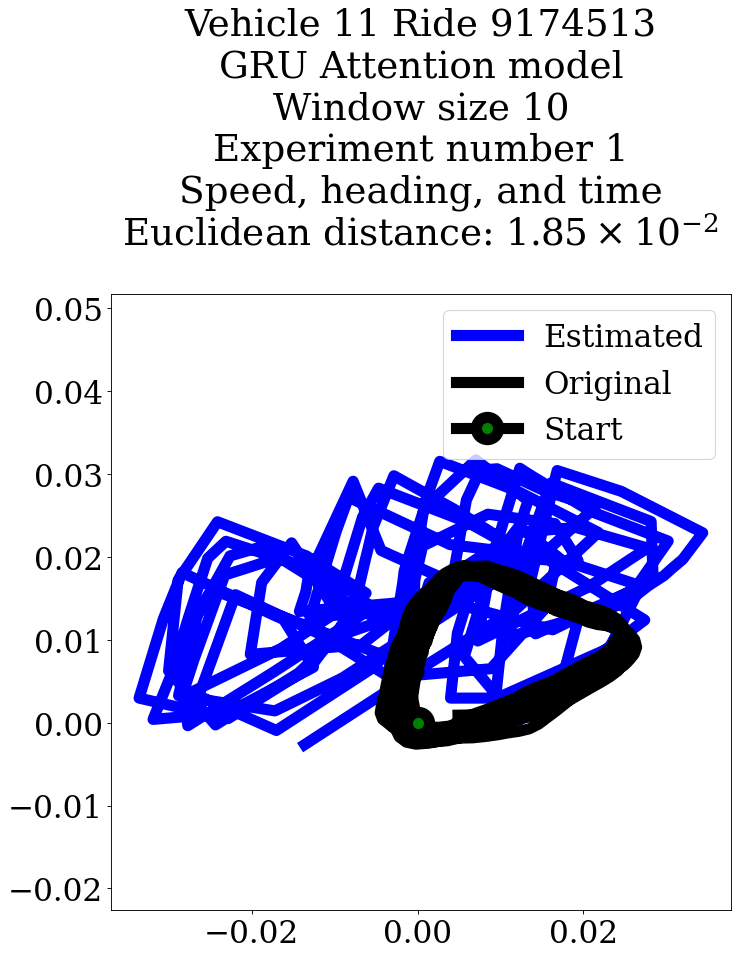 Vehicle 11 Ride 9174513
GRU Attention model
Window size 10
Experiment number 1
Speed, heading, and time
Euclidean distance: 1.85 × 10⁻²
0.05
0.04
0.03
0.02
0.01
0.00
−0.01
−0.02
Estimated
Original
Start
−0.02 0.00 0.02